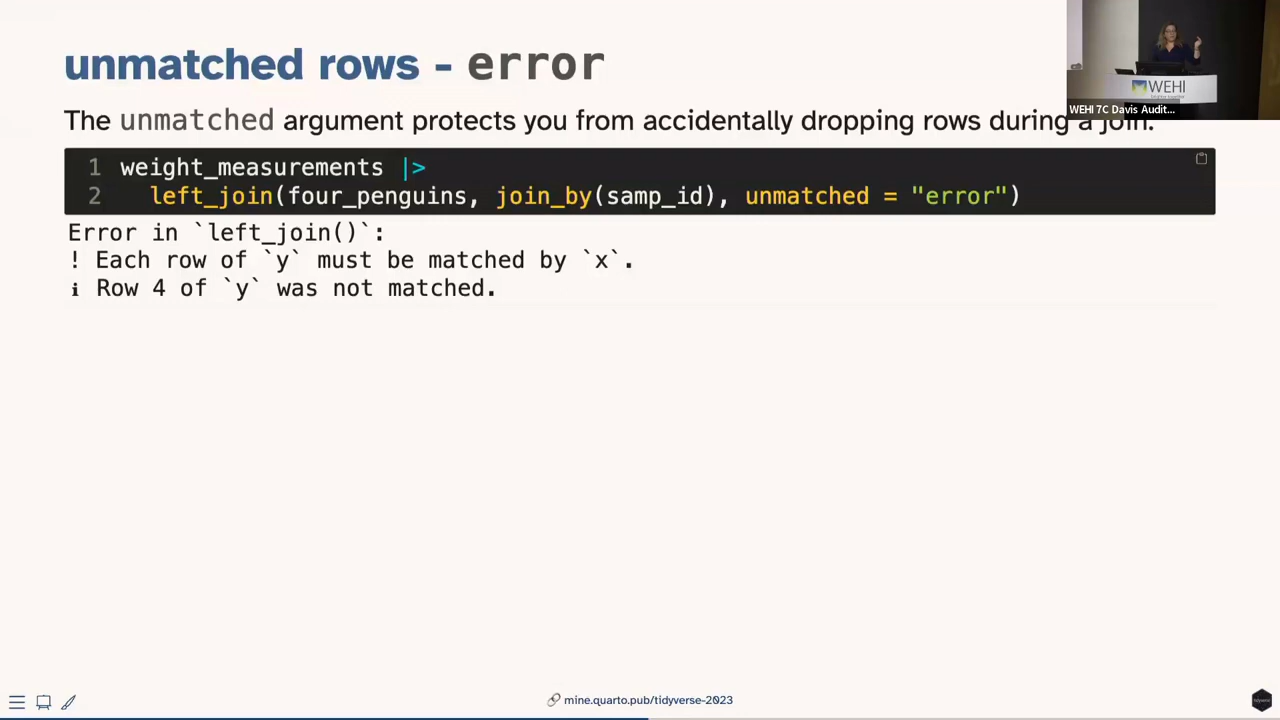 unmatched rows - error
The unmatched argument protects you from accidentally dropping rows during a join.
1 weight_measurements |>
2 left_join(four_penguins, join_by(samp_id), unmatched = "error")
Error in `left_join()`:
! Each row of `y` must be matched by `x`.
ℹ Row 4 of `y` was not matched.
WEHI
WEHI 7C Davis Audit...
mine.quarto.pub/tidyverse-2023